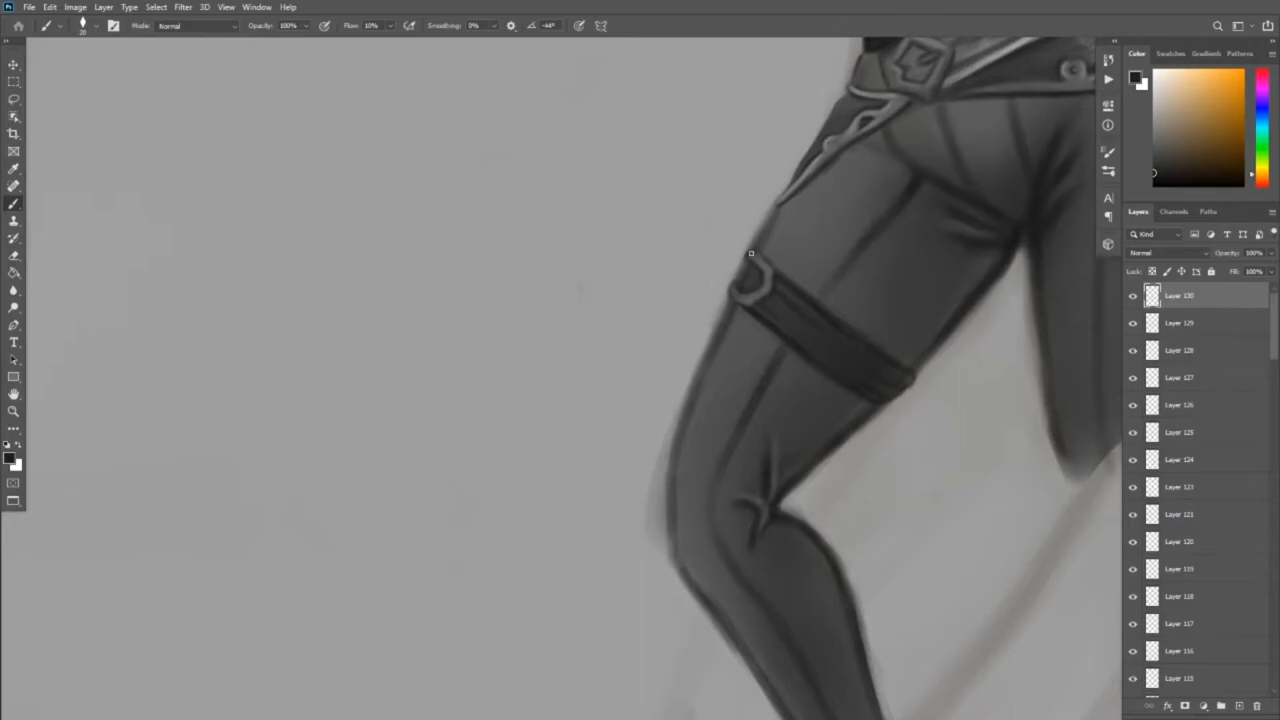 Ps File Edit Image Layer Type Select Filter 3D View Window Help
20 Mode: Normal Opacity: 100% Flow: 10% Smoothing: 0% -44°
Color Swatches Gradients Patterns
Layers Channels Paths
Kind
Normal Opacity: 100%
Lock: Fill: 100%
Layer 130
Layer 129
Layer 128
Layer 127
Layer 126
Layer 125
Layer 124
Layer 123
Layer 121
Layer 120
Layer 119
Layer 118
Layer 117
Layer 116
Layer 115